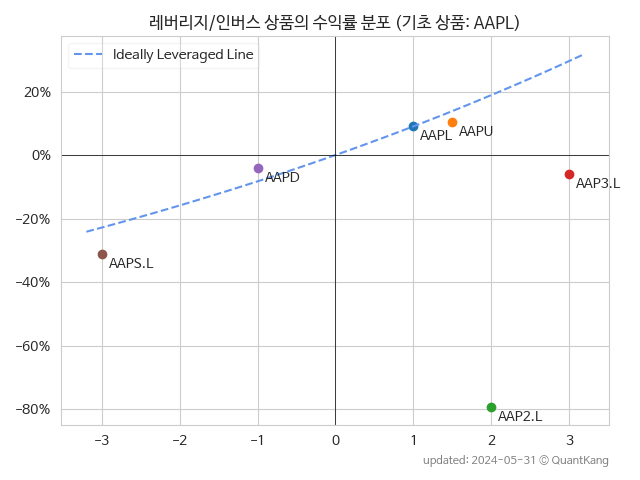 레버리지/인버스 상품의 수익률 분포 (기초 상품: AAPL)
Ideally Leveraged Line
20%
AAPL
AAPU
0%
AAPD
AAP3.L
−20%
AAPS.L
−40%
−60%
−80%
AAP2.L
−3 −2 −1 0 1 2 3
updated: 2024-05-31 © QuantKang